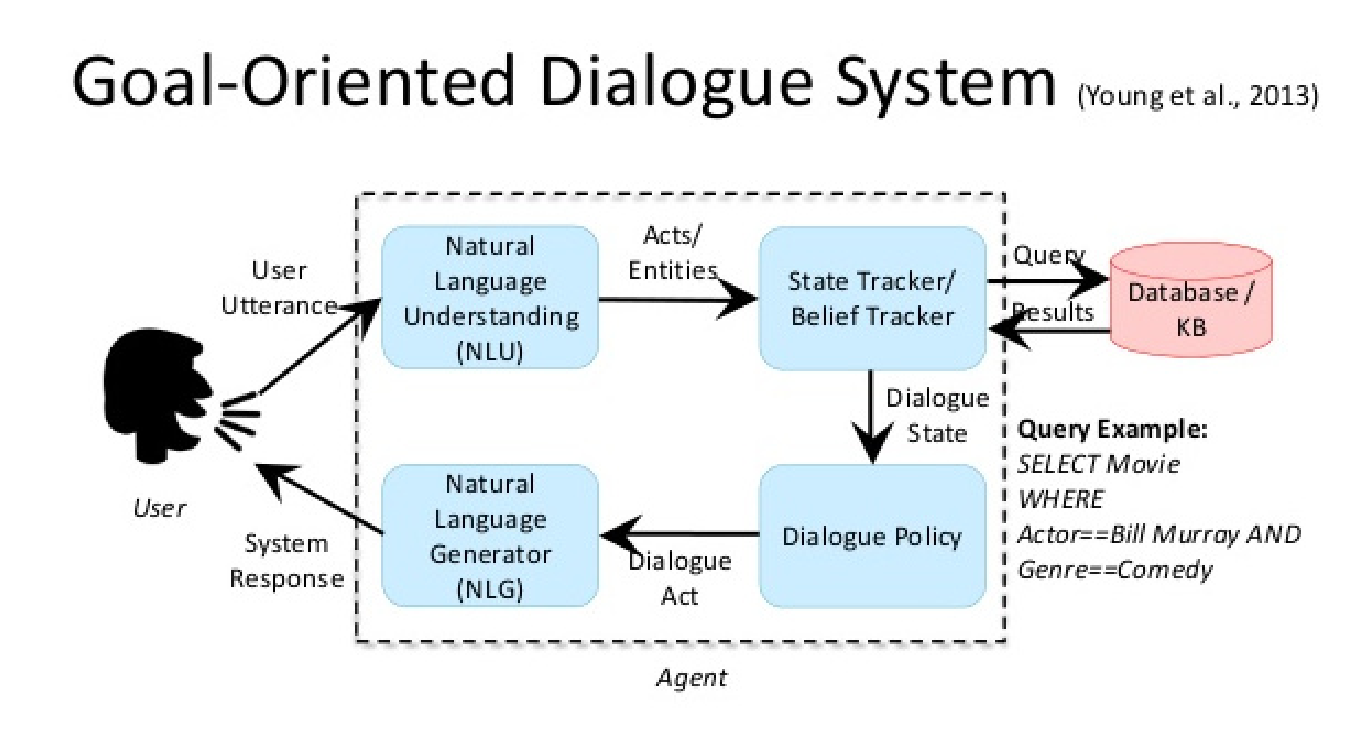 Goal-Oriented Dialogue System (Young et al., 2013)
User
Utterance
Natural
Language
Understanding
(NLU)
Acts/
Entities
State Tracker/
Belief Tracker
Query
Results
Database /
KB
Dialogue
State
Query Example:
SELECT Movie
WHERE
Actor==Bill Murray AND
Genre==Comedy
User
System
Response
Natural
Language
Generator
(NLG)
Dialogue
Act
Dialogue Policy
Agent